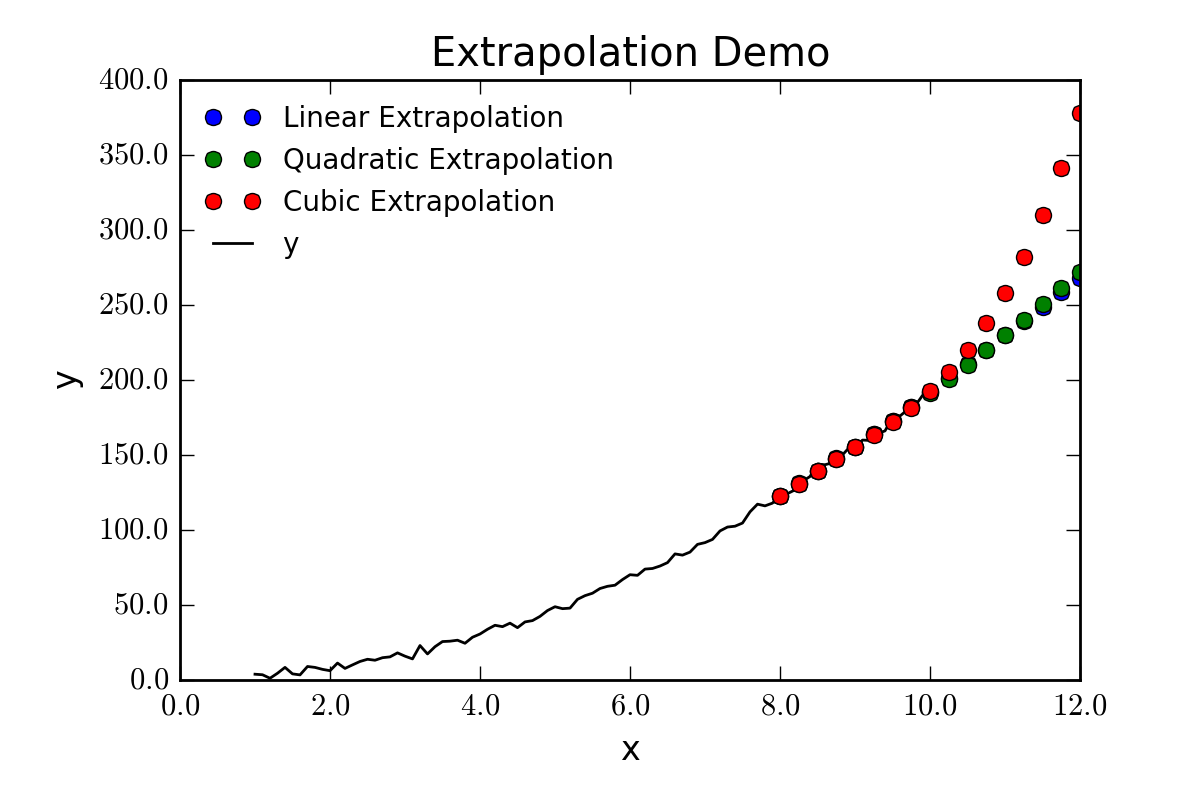 Extrapolation Demo
400.0
350.0
300.0
250.0
200.0
150.0
100.0
50.0
0.0
y
Linear Extrapolation
Quadratic Extrapolation
Cubic Extrapolation
y
0.0 2.0 4.0 6.0 8.0 10.0 12.0
x